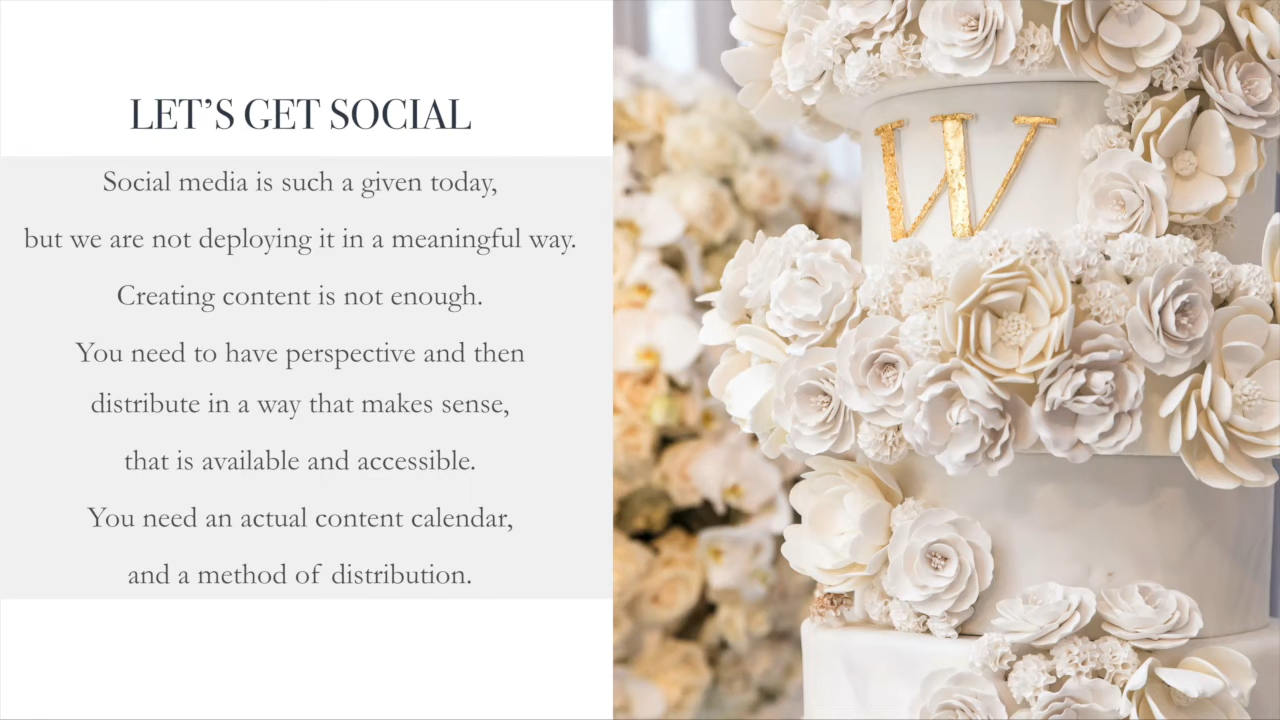 LET’S GET SOCIAL
Social media is such a given today,
but we are not deploying it in a meaningful way.
Creating content is not enough.
You need to have perspective and then
distribute in a way that makes sense,
that is available and accessible.
You need an actual content calendar,
and a method of distribution.
W